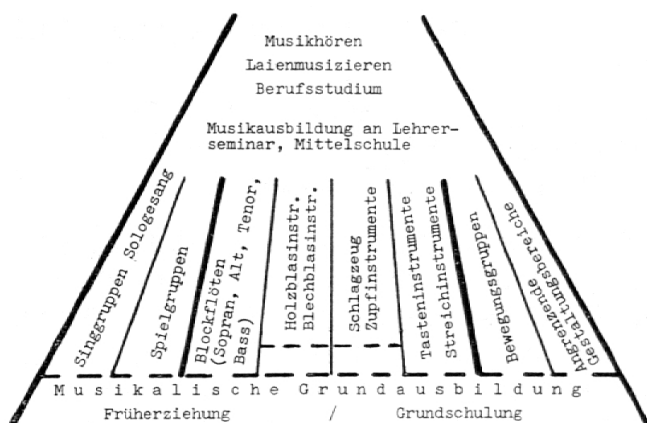 Musikhören
Laienmusizieren
Berufsstudium
Musikausbildung an Lehrer-
seminar, Mittelschule
Singgruppen Sologesang
Spielgruppen
Blockflöten
(Sopran, Alt, Tenor,
Bass)
Holzblasinstr.
Blechblasinstr.
Schlagzeug
Zupfinstrumente
Tasteninstrumente
Streichinstrumente
Bewegungsgruppen
Angrenzende
Gestaltungsbereiche
Musikalische Grundausbildung
Früherziehung / Grundschulung